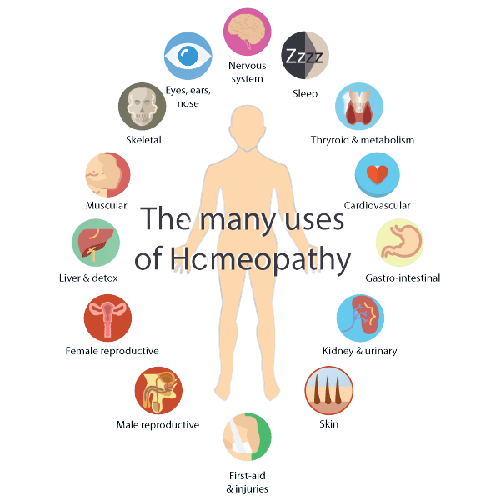 Nervous
system
Zzzz
Sleep
Eyes, ears,
nose
Skeletal
Thryroid & metabolism
Muscular
Cardiovascular
The many uses
of Homeopathy
Liver & detox
Gastro-intestinal
Female reproductive
Kidney & urinary
Male reproductive
Skin
First-aid
& injuries